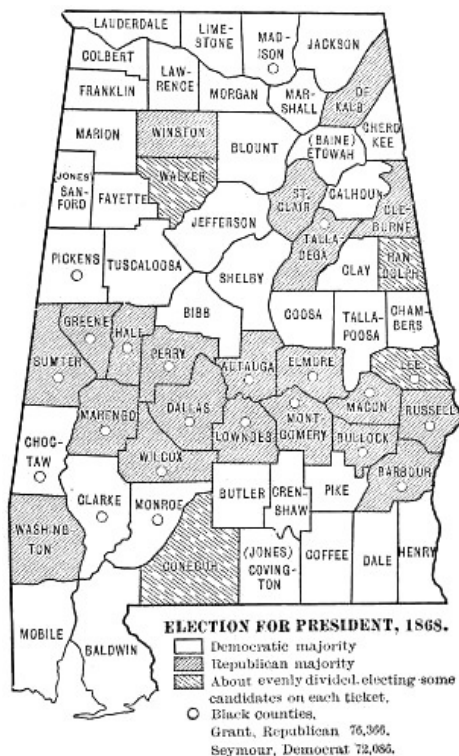 LAUDERDALE
LIME-
STONE
MAD-
ISON
JACKSON
COLBERT
LAW-
RENCE
FRANKLIN
MORGAN
MAR-
SHALL
DE
KALB
CHERO
KEE
MARION
WINSTON
BLOUNT
(BAINE)
ETOWAH
(JONES)
SAN-
FORD
FAYETTE
WALKER
JEFFERSON
ST.
CLAIR
CALHOUN
CLE-
BURNE
TALLA-
DEGA
PICKENS
TUSCALOOSA
SHELBY
CLAY
RAN
DOLPH
BIBB
COOSA
TALLA-
POOSA
CHAM-
BERS
GREENE
HALE
SUMTER
PERRY
AUTAUGA
ELMORE
LEE
MACON
RUSSELL
MARENGO
DALLAS
LOWNDES
MONT-
GOMERY
BULLOCK
CHOC-
TAW
WILCOX
BARBOUR
CLARKE
MONROE
BUTLER
CREN-
SHAW
PIKE
WASHING
TON
CONECUH
(JONES)
COVING-
TON
COFFEE
DALE
HENRY
MOBILE
BALDWIN
ELECTION FOR PRESIDENT, 1868.
Democratic majority
Republican majority
About evenly divided, electing some
candidates on each ticket.
Black counties.
Grant, Republican 76,366.
Seymour, Democrat 72,086.